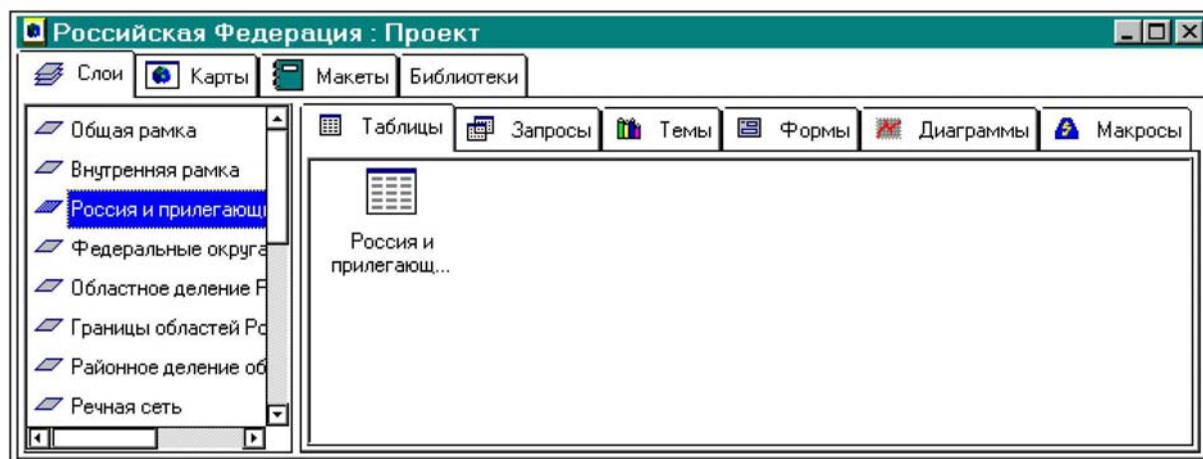 Российская Федерация : Проект
Слои Карты Макеты Библиотеки
Общая рамка
Внутренняя рамка
Россия и прилегающ
Федеральные округа
Областное деление Р
Границы областей Ро
Районное деление об
Речная сеть
Таблицы Запросы Темы Формы Диаграммы Макросы
Россия и
прилегающ...